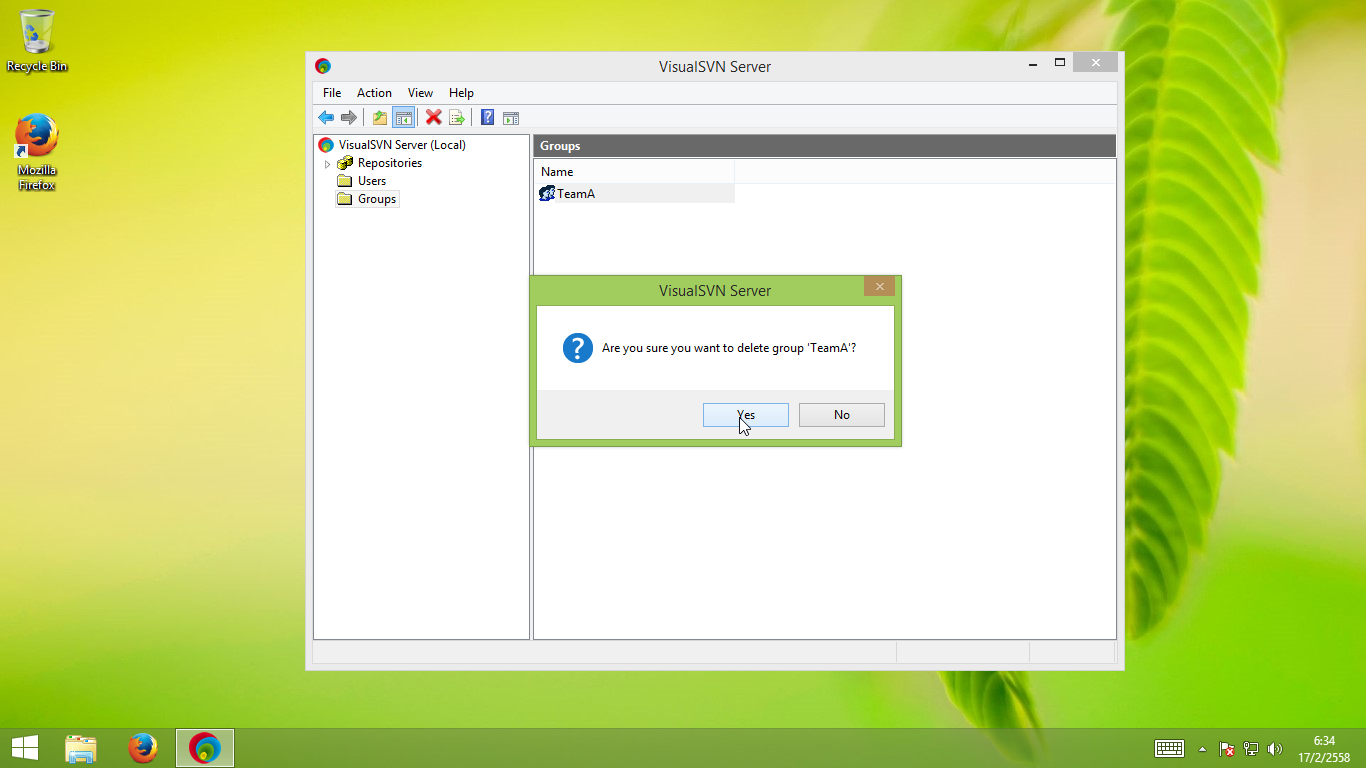 Recycle Bin
Mozilla
Firefox
VisualSVN Server
File Action View Help
VisualSVN Server (Local)
Repositories
Users
Groups
Groups
Name
TeamA
VisualSVN Server
Are you sure you want to delete group 'TeamA'?
Yes No
6:34
17/2/2558